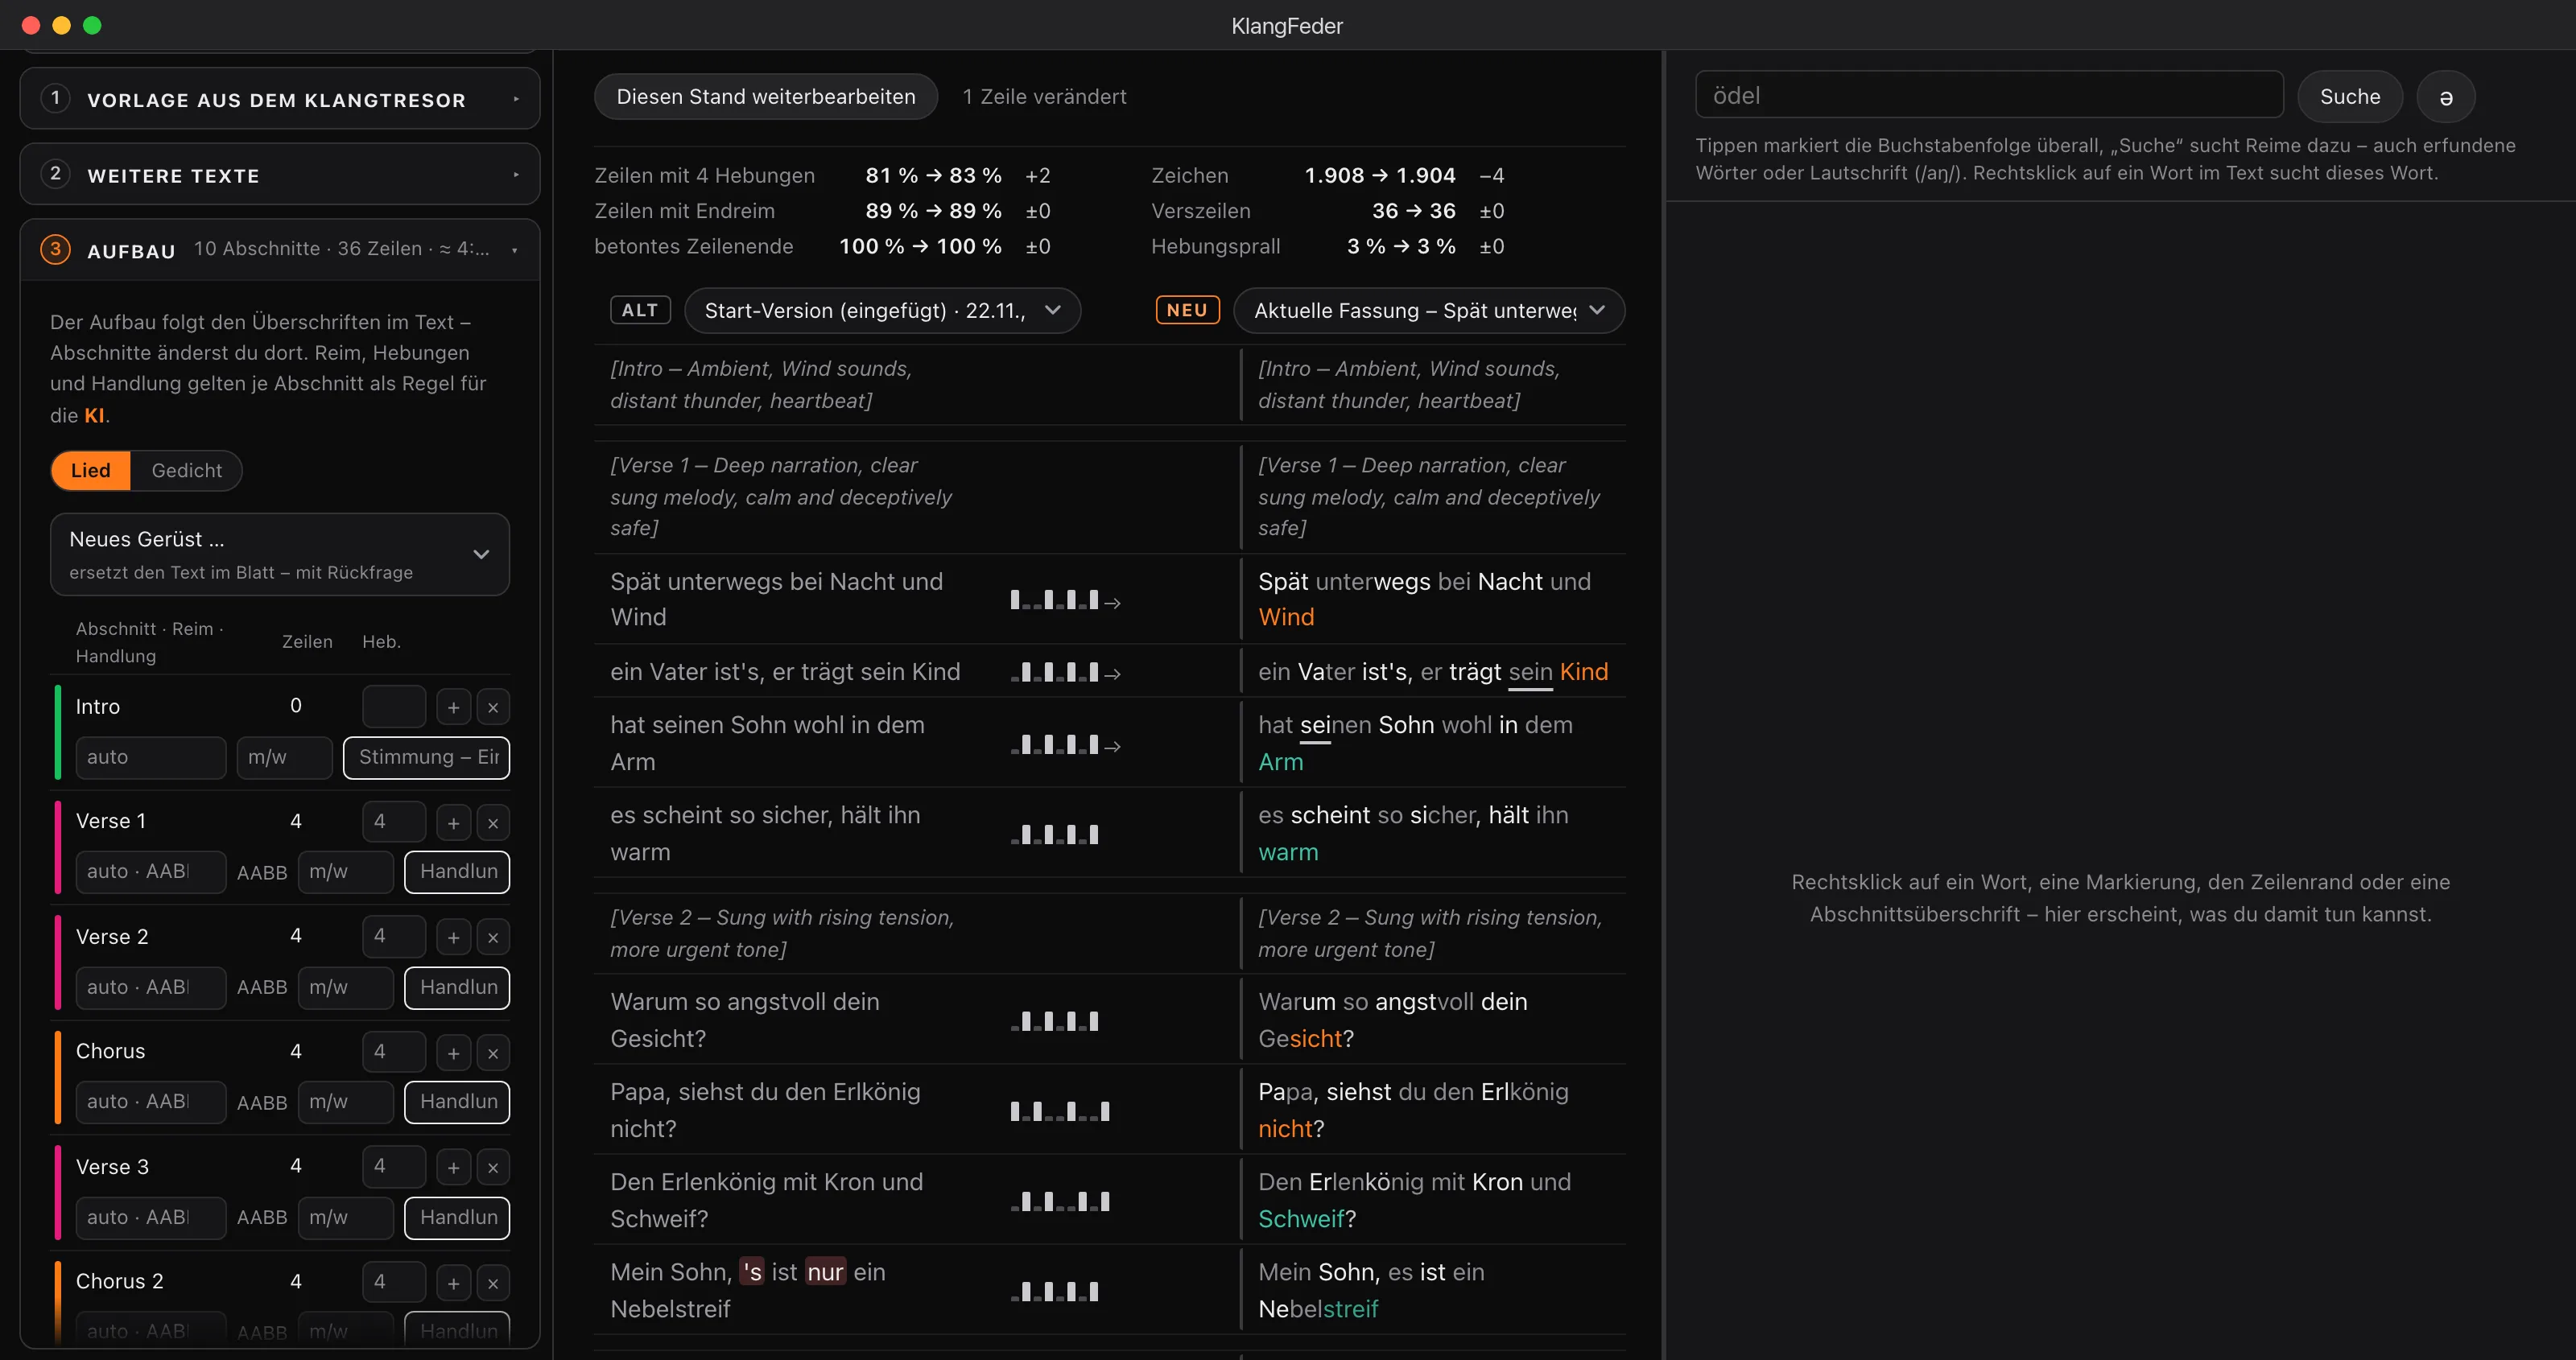 KlangFeder
1 VORLAGE AUS DEM KLANGTRESOR
2 WEITERE TEXTE
3 AUFBAU 10 Abschnitte · 36 Zeilen · ≈ 4:...
Der Aufbau folgt den Überschriften im Text –
Abschnitte änderst du dort. Reim, Hebungen
und Handlung gelten je Abschnitt als Regel für
die KI.
Lied Gedicht
Neues Gerüst ...
ersetzt den Text im Blatt – mit Rückfrage
Abschnitt · Reim ·
Handlung
Zeilen Heb.
Intro 0 + ×
auto m/w Stimmung – Eir
Verse 1 4 4 + ×
auto · AAB AABB m/w Handlun
Verse 2 4 4 + ×
auto · AAB AABB m/w Handlun
Chorus 4 4 + ×
auto · AAB AABB m/w Handlun
Verse 3 4 4 + ×
auto · AAB AABB m/w Handlun
Chorus 2 4 4 + ×
auto · AAB AABB m/w Handlun
Diesen Stand weiterbearbeiten 1 Zeile verändert
Zeilen mit 4 Hebungen 81 % → 83 % +2
Zeilen mit Endreim 89 % → 89 % ±0
betontes Zeilenende 100 % → 100 % ±0
Zeichen 1.908 → 1.904 −4
Verszeilen 36 → 36 ±0
Hebungsprall 3 % → 3 % ±0
ALT Start-Version (eingefügt) · 22.11.,
NEU Aktuelle Fassung – Spät unterweg
[Intro – Ambient, Wind sounds,
distant thunder, heartbeat]
[Intro – Ambient, Wind sounds,
distant thunder, heartbeat]
[Verse 1 – Deep narration, clear
sung melody, calm and deceptively
safe]
[Verse 1 – Deep narration, clear
sung melody, calm and deceptively
safe]
Spät unterwegs bei Nacht und
Wind
→
Spät unterwegs bei Nacht und
Wind
ein Vater ist's, er trägt sein Kind
→
ein Vater ist's, er trägt sein Kind
hat seinen Sohn wohl in dem
Arm
→
hat seinen Sohn wohl in dem
Arm
es scheint so sicher, hält ihn
warm
es scheint so sicher, hält ihn
warm
[Verse 2 – Sung with rising tension,
more urgent tone]
[Verse 2 – Sung with rising tension,
more urgent tone]
Warum so angstvoll dein
Gesicht?
Warum so angstvoll dein
Gesicht?
Papa, siehst du den Erlkönig
nicht?
Papa, siehst du den Erlkönig
nicht?
Den Erlenkönig mit Kron und
Schweif?
Den Erlenkönig mit Kron und
Schweif?
Mein Sohn, 's ist nur ein
Nebelstreif
Mein Sohn, es ist ein
Nebelstreif
ödel Suche ə
Tippen markiert die Buchstabenfolge überall, „Suche“ sucht Reime dazu – auch erfundene
Wörter oder Lautschrift (/aŋ/). Rechtsklick auf ein Wort im Text sucht dieses Wort.
Rechtsklick auf ein Wort, eine Markierung, den Zeilenrand oder eine
Abschnittsüberschrift – hier erscheint, was du damit tun kannst.